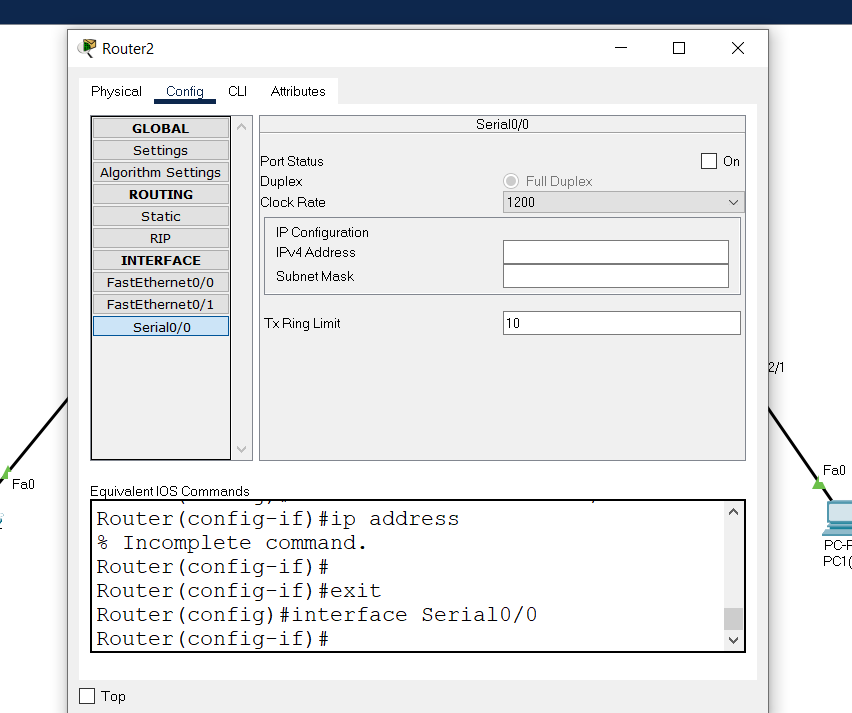 Router2
Physical Config CLI Attributes
GLOBAL
Settings
Algorithm Settings
ROUTING
Static
RIP
INTERFACE
FastEthernet0/0
FastEthernet0/1
Serial0/0
Serial0/0
Port Status On
Duplex Full Duplex
Clock Rate 1200
IP Configuration
IPv4 Address
Subnet Mask
Tx Ring Limit 10
Equivalent IOS Commands
Router(config-if)#ip address
% Incomplete command.
Router(config-if)#
Router(config-if)#exit
Router(config)#interface Serial0/0
Router(config-if)#
Top
Fa0
2/1
Fa0
PC-P
PC1(